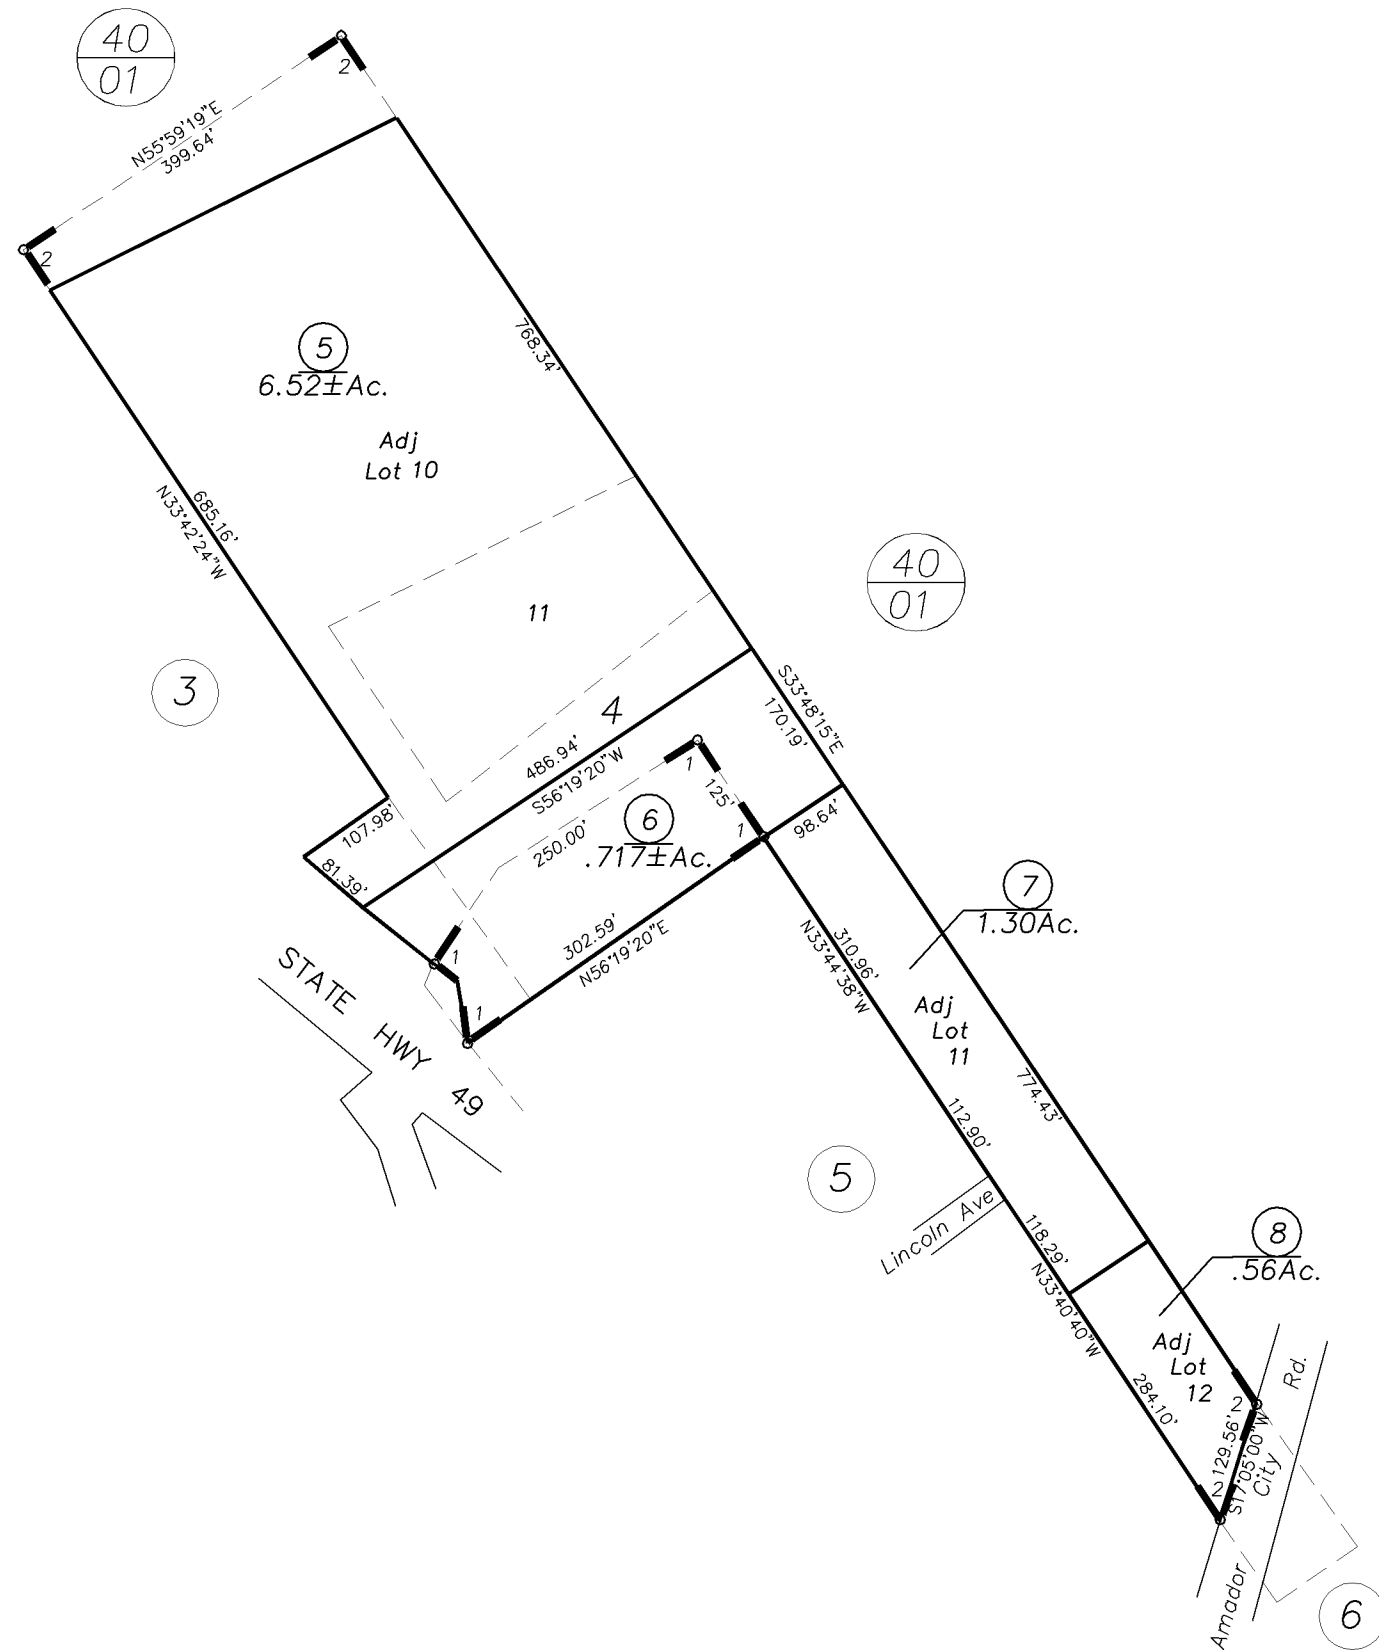 40
01
2
N55°59'19"E
399.64'
2
768.34'
5
6.52±Ac.
Adj
Lot 10
685.16'
N33°42'24"W
11
40
01
3
4
S33°48'15"E
170.19'
486.94'
S56°19'20"W
1
125'
6
.717±Ac.
250.00'
1
98.64'
107.98'
81.39'
7
1.30Ac.
302.59'
N56°19'20"E
310.96'
N33°44'38"W
1
1
STATE HWY 49
Adj
Lot
11
774.43'
112.90'
5
Lincoln Ave
118.29'
N33°40'40"W
8
.56Ac.
Adj
Lot
12
284.10'
2
129.56'
S17°05'00"W
2
Amador City Rd.
6